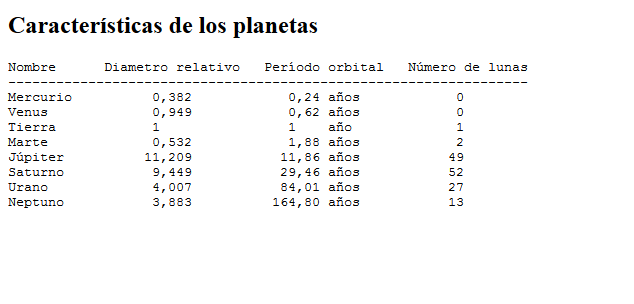 Características de los planetas
Nombre      Diametro relativo   Período orbital   Número de lunas
-----------------------------------------------------------------
Mercurio          0,382            0,24 años            0
Venus             0,949            0,62 años            0
Tierra            1                1    año             1
Marte             0,532            1,88 años            2
Júpiter          11,209           11,86 años           49
Saturno           9,449           29,46 años           52
Urano             4,007           84,01 años           27
Neptuno           3,883          164,80 años           13